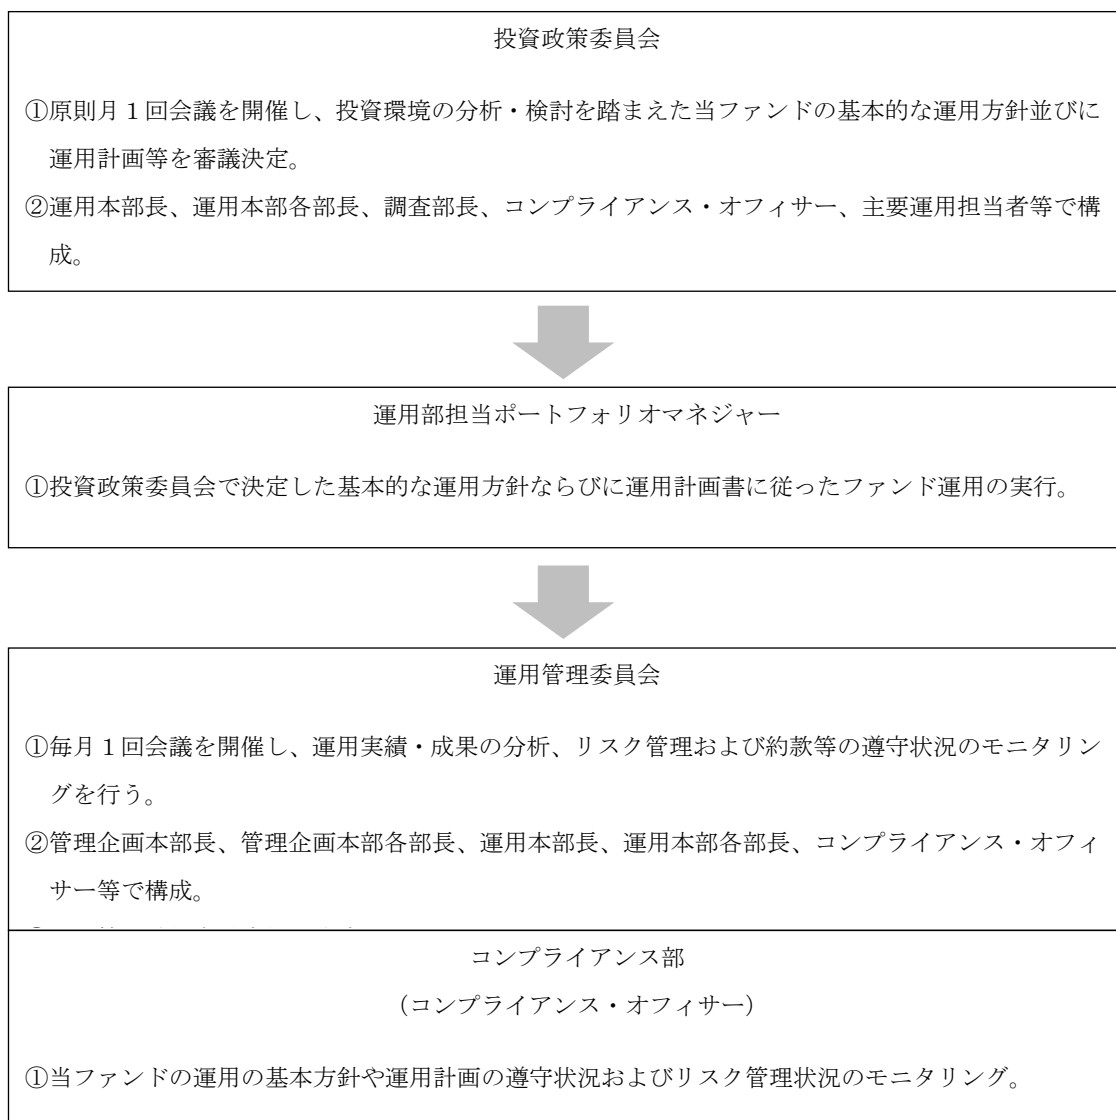 投資政策委員会
①原則月１回会議を開催し、投資環境の分析・検討を踏まえた当ファンドの基本的な運用方針並びに
運用計画等を審議決定。
②運用本部長、運用本部各部長、調査部長、コンプライアンス・オフィサー、主要運用担当者等で構
成。
運用部担当ポートフォリオマネジャー
①投資政策委員会で決定した基本的な運用方針ならびに運用計画書に従ったファンド運用の実行。
運用管理委員会
①毎月１回会議を開催し、運用実績・成果の分析、リスク管理および約款等の遵守状況のモニタリン
グを行う。
②管理企画本部長、管理企画本部各部長、運用本部長、運用本部各部長、コンプライアンス・オフィ
サー等で構成。
コンプライアンス部
（コンプライアンス・オフィサー）
①当ファンドの運用の基本方針や運用計画の遵守状況およびリスク管理状況のモニタリング。